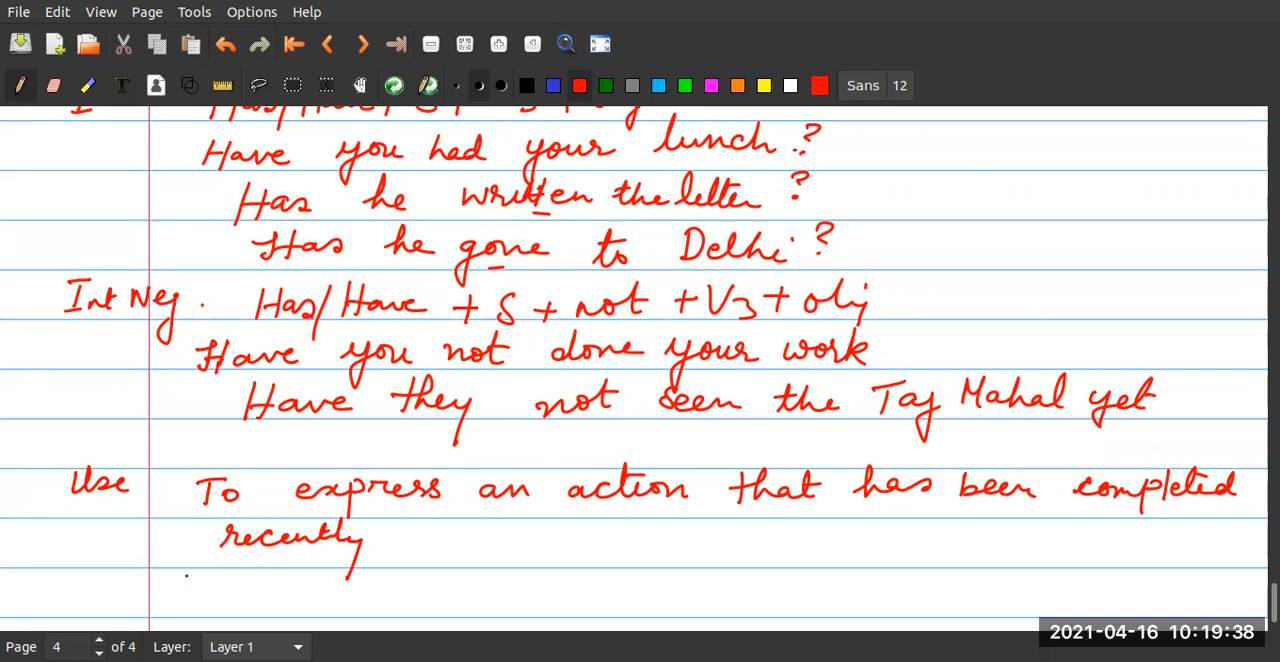 File Edit View Page Tools Options Help
Sans 12
Have you had your lunch ?
Has he written the letter ?
Has he gone to Delhi ?
Int Neg. Has/Have + S + not + V3 + obj
Have you not done your work
Have they not seen the Taj Mahal yet
Use To express an action that has been completed
recently
2021-04-16 10:19:38
Page 4 of 4 Layer: Layer 1